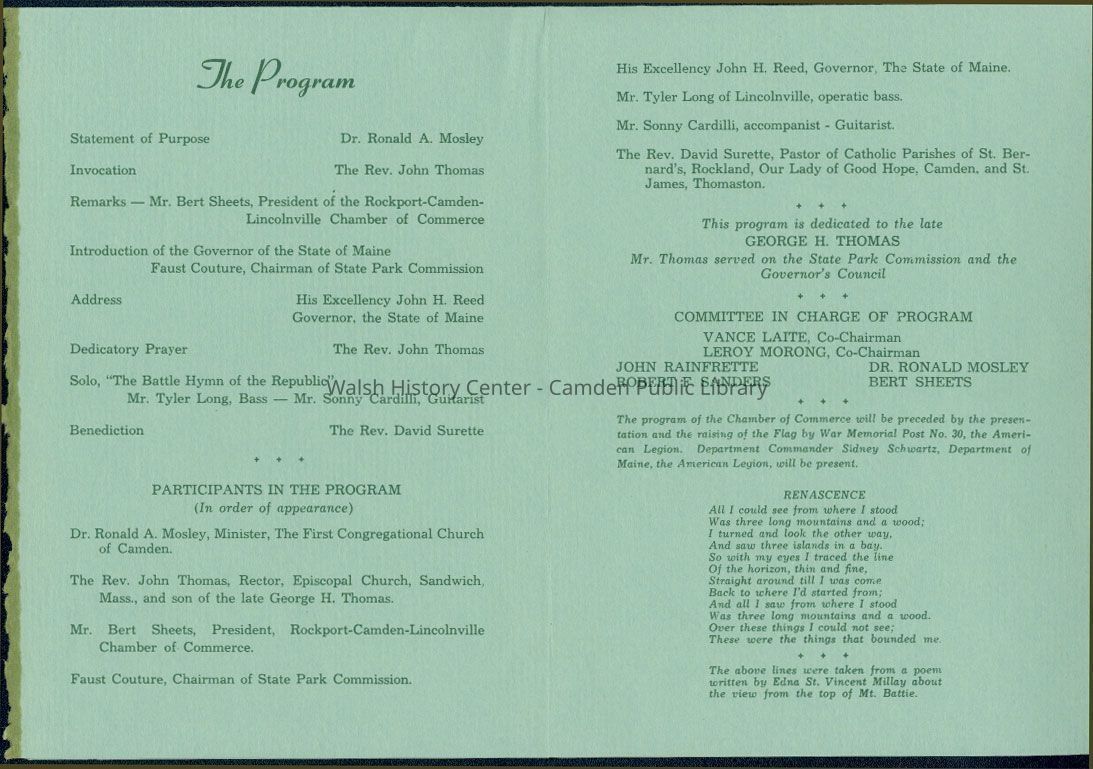 The Program
Statement of Purpose Dr. Ronald A. Mosley
Invocation The Rev. John Thomas
Remarks — Mr. Bert Sheets, President of the Rockport-Camden-
Lincolnville Chamber of Commerce
Introduction of the Governor of the State of Maine
Faust Couture, Chairman of State Park Commission
Address His Excellency John H. Reed
Governor, the State of Maine
Dedicatory Prayer The Rev. John Thomas
Solo, "The Battle Hymn of the Republic"
Mr. Tyler Long, Bass — Mr. Sonny Cardilli, Guitarist
Benediction The Rev. David Surette
+ + +
PARTICIPANTS IN THE PROGRAM
(In order of appearance)
Dr. Ronald A. Mosley, Minister, The First Congregational Church
of Camden.
The Rev. John Thomas, Rector, Episcopal Church, Sandwich,
Mass., and son of the late George H. Thomas.
Mr. Bert Sheets, President, Rockport-Camden-Lincolnville
Chamber of Commerce.
Faust Couture, Chairman of State Park Commission.
His Excellency John H. Reed, Governor, The State of Maine.
Mr. Tyler Long of Lincolnville, operatic bass.
Mr. Sonny Cardilli, accompanist - Guitarist.
The Rev. David Surette, Pastor of Catholic Parishes of St. Ber-
nard's, Rockland, Our Lady of Good Hope, Camden, and St.
James, Thomaston.
+ + +
This program is dedicated to the late
GEORGE H. THOMAS
Mr. Thomas served on the State Park Commission and the
Governor's Council
+ + +
COMMITTEE IN CHARGE OF PROGRAM
VANCE LAITE, Co-Chairman
LEROY MORONG, Co-Chairman
JOHN RAINFRETTE DR. RONALD MOSLEY
ROBERT F. SANDERS BERT SHEETS
Walsh History Center - Camden Public Library
+ + +
The program of the Chamber of Commerce will be preceded by the presen-
tation and the raising of the Flag by War Memorial Post No. 30, the Ameri-
can Legion. Department Commander Sidney Schwartz, Department of
Maine, the American Legion, will be present.
RENASCENCE
All I could see from where I stood
Was three long mountains and a wood;
I turned and look the other way,
And saw three islands in a bay.
So with my eyes I traced the line
Of the horizon, thin and fine,
Straight around till I was come
Back to where I'd started from;
And all I saw from where I stood
Was three long mountains and a wood.
Over these things I could not see;
These were the things that bounded me.
+ + +
The above lines were taken from a poem
written by Edna St. Vincent Millay about
the view from the top of Mt. Battie.